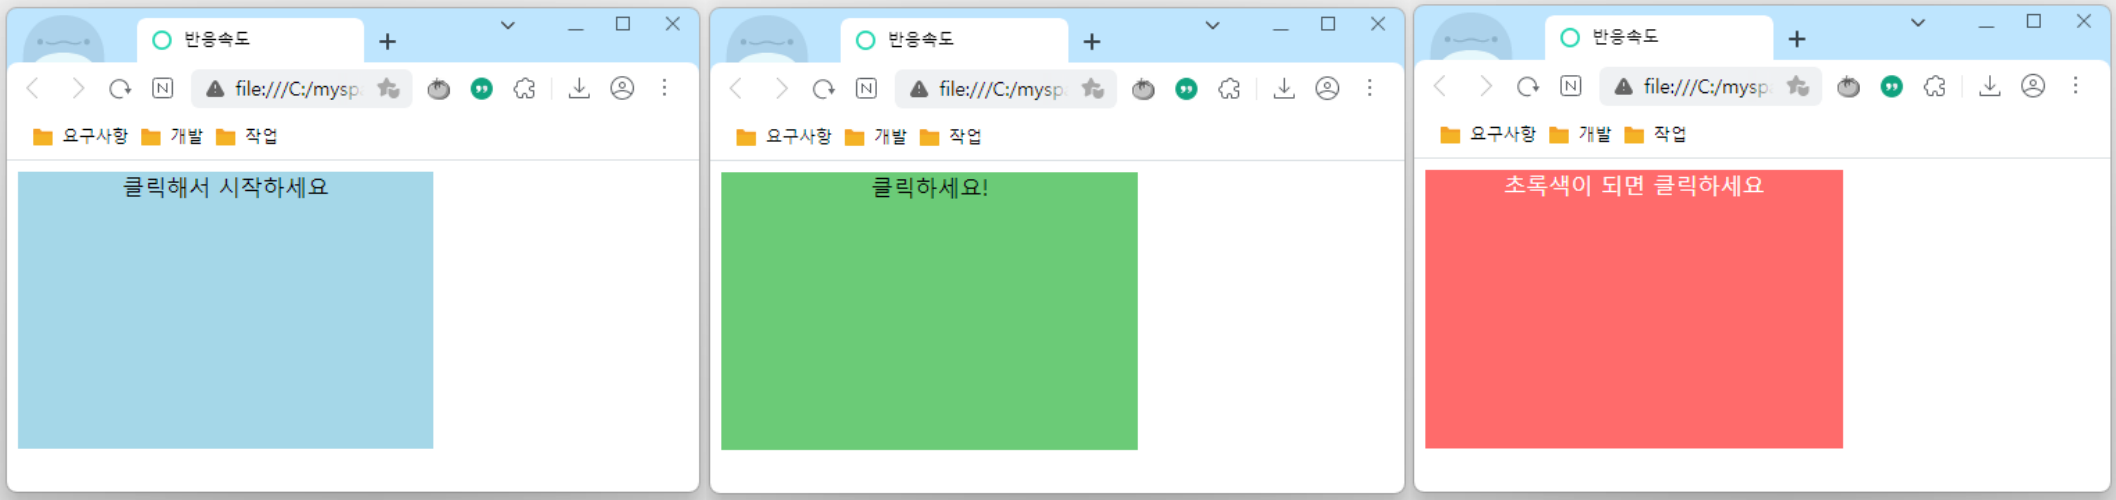 반응속도
file:///C:/mysp
요구사항 개발 작업
클릭해서 시작하세요
반응속도
file:///C:/mysp
요구사항 개발 작업
클릭하세요!
반응속도
file:///C:/mysp
요구사항 개발 작업
초록색이 되면 클릭하세요